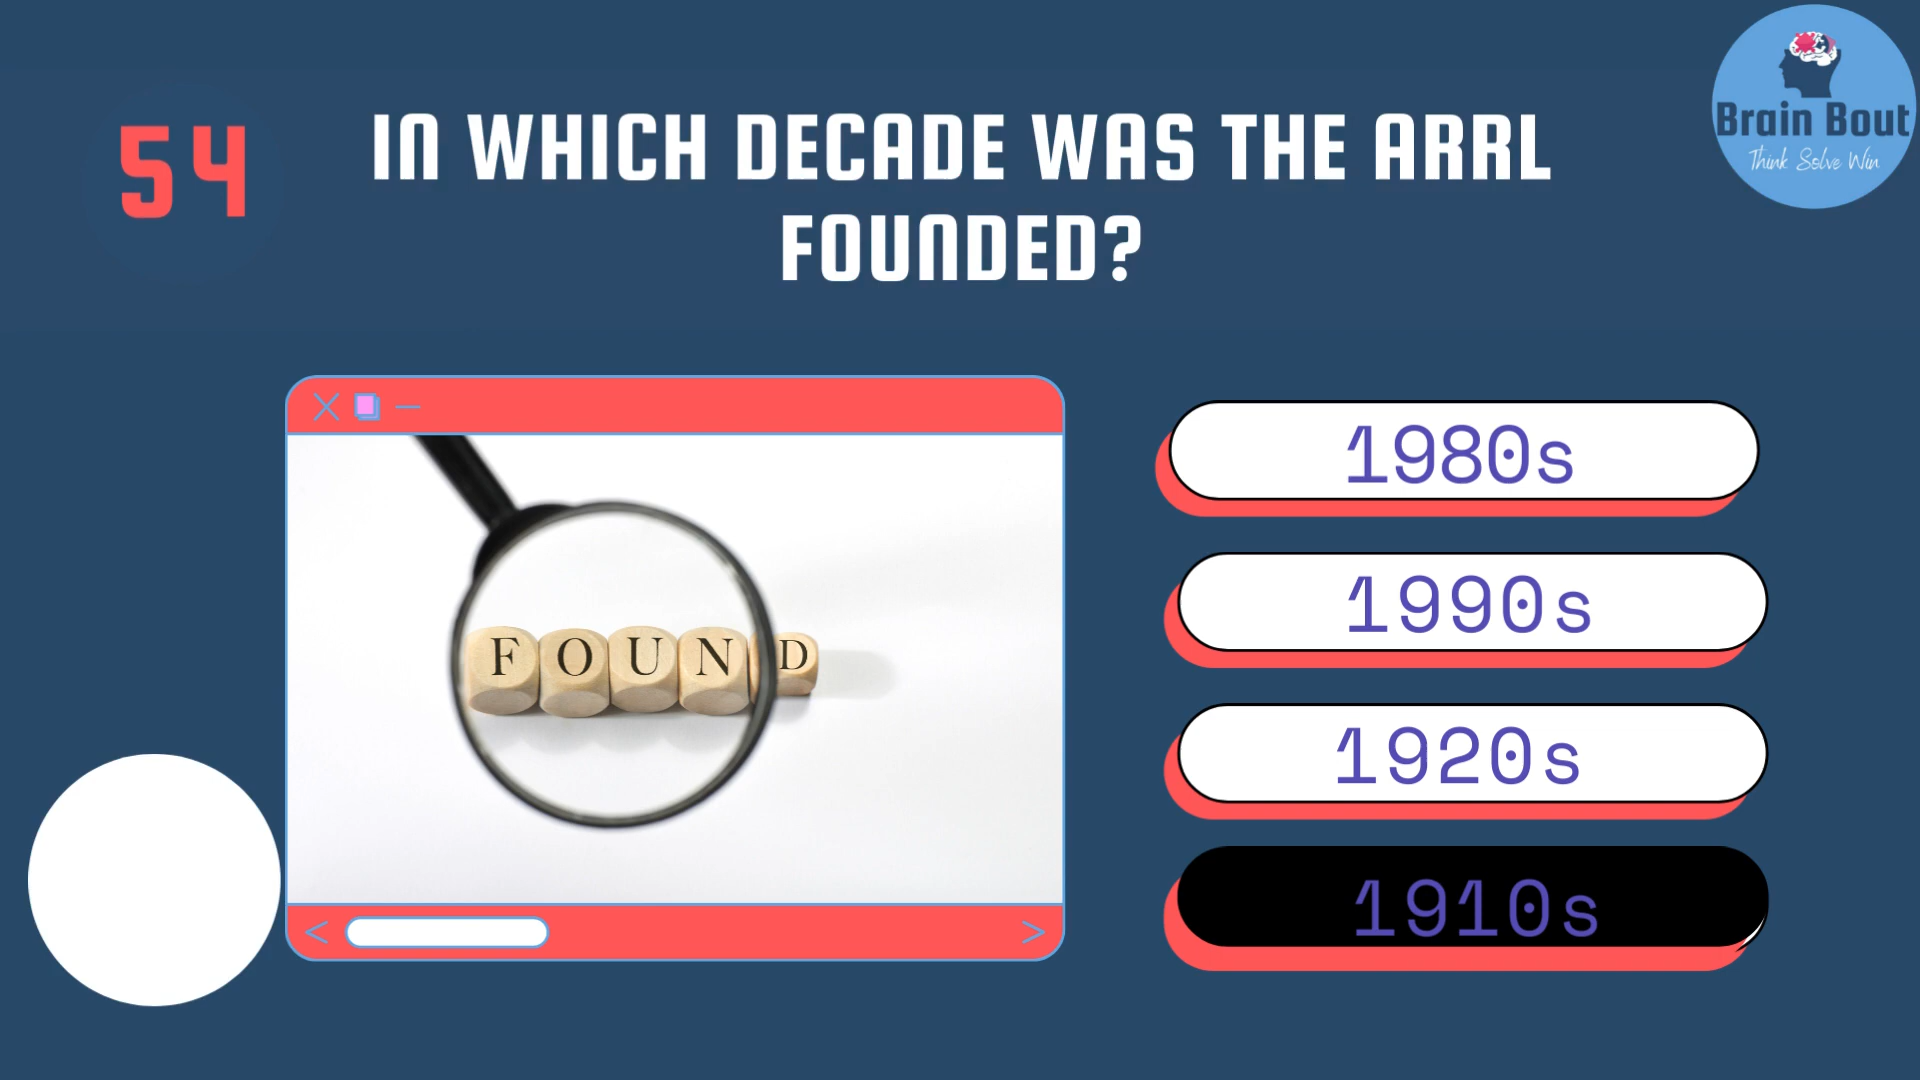 54
IN WHICH DECADE WAS THE ARRL
FOUNDED?
Brain Bout
Think Solve Win
FOUND
1980s
1990s
1920s
1910s